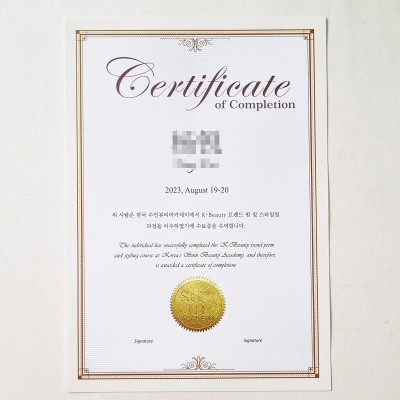 Certificate
of Completion
2023, August 19-20
위 사람은 한국 수인뷰티아카데미에서 K-Beauty 트랜드 펌 및 스타일링
과정을 이수하였기에 수료증을 수여합니다.
The individual has successfully completed the K-Beauty trend perm
and styling course at Korea's Suin Beauty Academy and therefore,
is awarded a certificate of completion
Signature
Signature